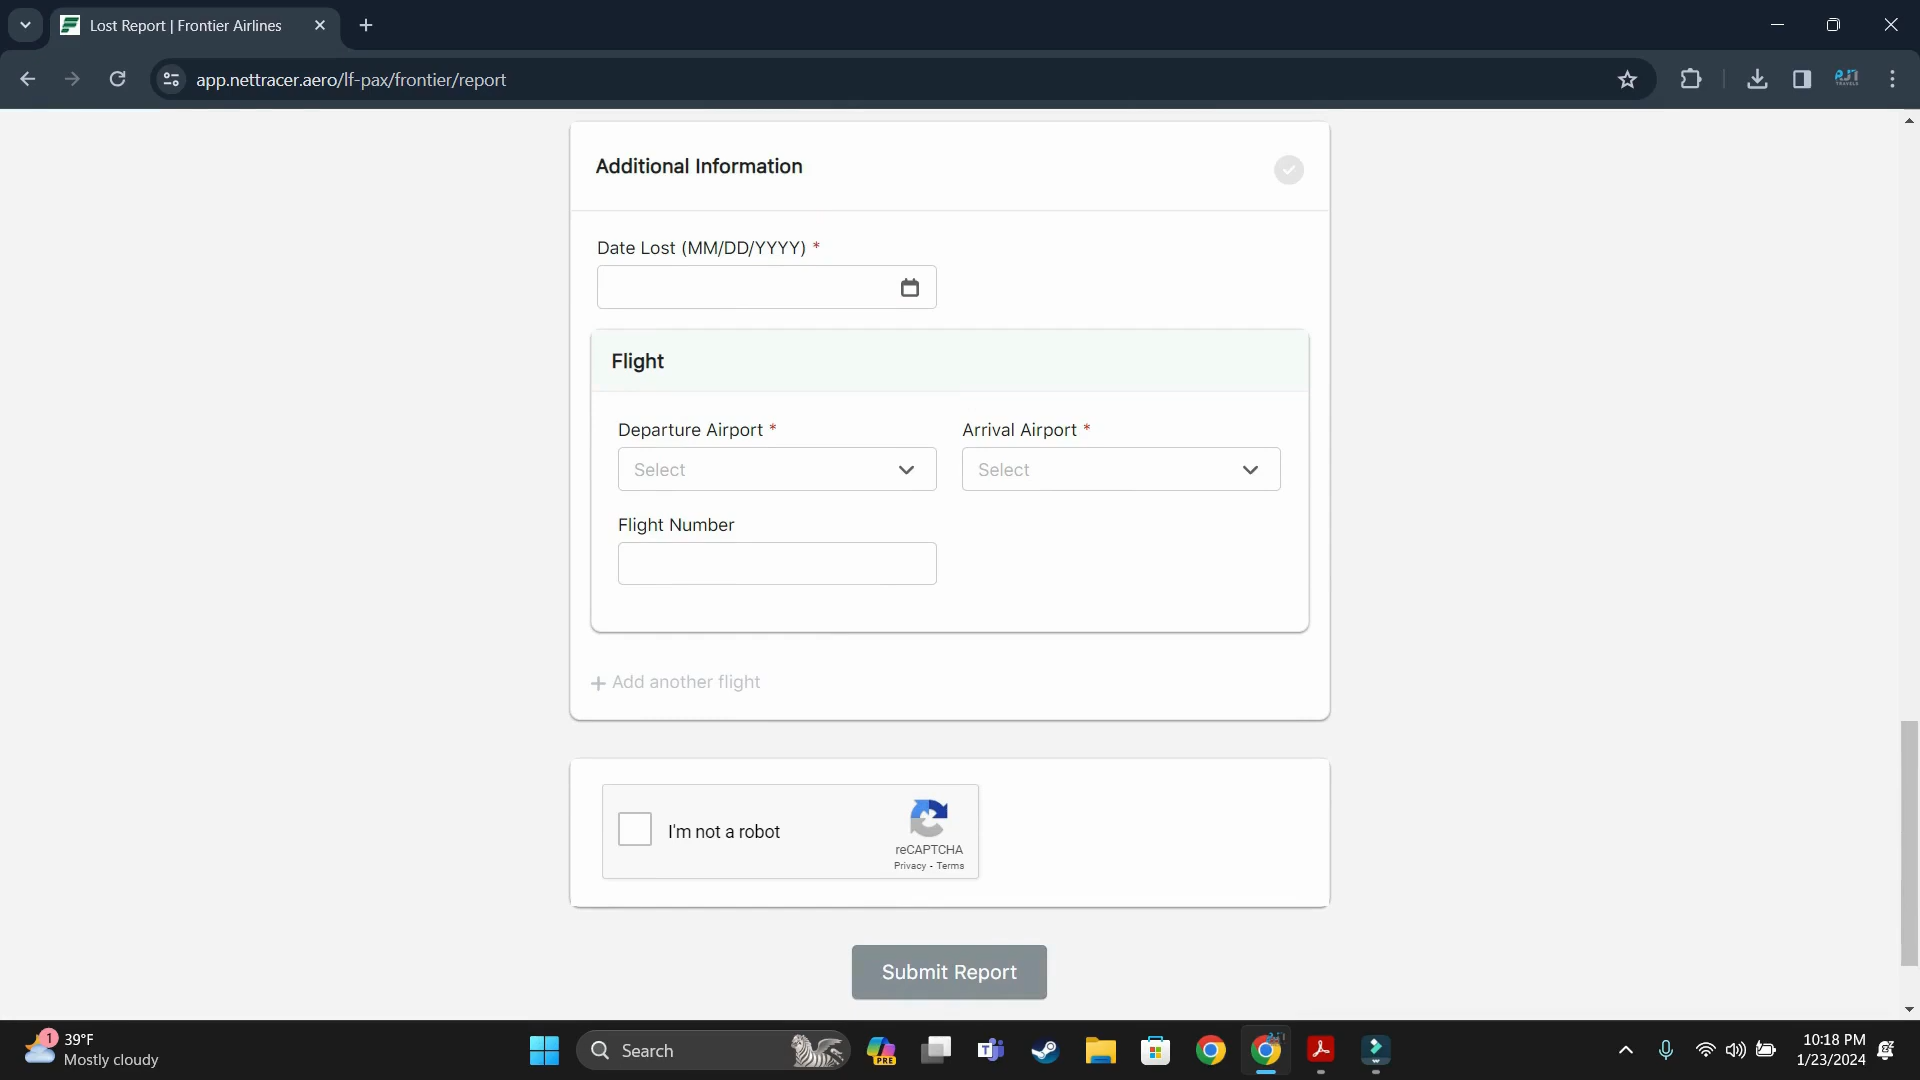 Lost Report | Frontier Airlines
app.nettracer.aero/lf-pax/frontier/report
Additional Information
Date Lost (MM/DD/YYYY) *
Flight
Departure Airport *
Arrival Airport *
Select
Select
Flight Number
+ Add another flight
I'm not a robot
reCAPTCHA
Privacy - Terms
Submit Report
1
39°F
Mostly cloudy
Search
PRE
10:18 PM
1/23/2024